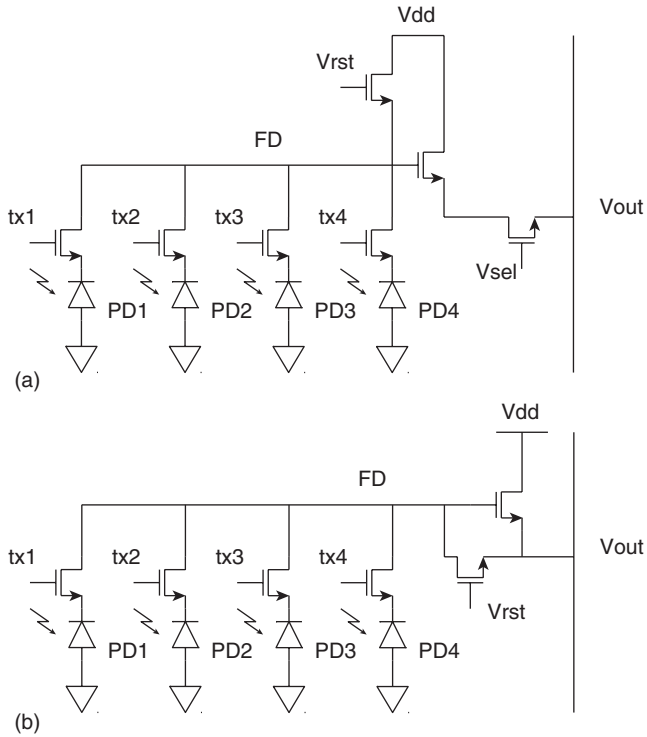 Vdd
Vrst
FD
tx1 tx2 tx3 tx4
Vout
Vsel
PD1 PD2 PD3 PD4
(a)
Vdd
FD
tx1 tx2 tx3 tx4
Vout
Vrst
PD1 PD2 PD3 PD4
(b)